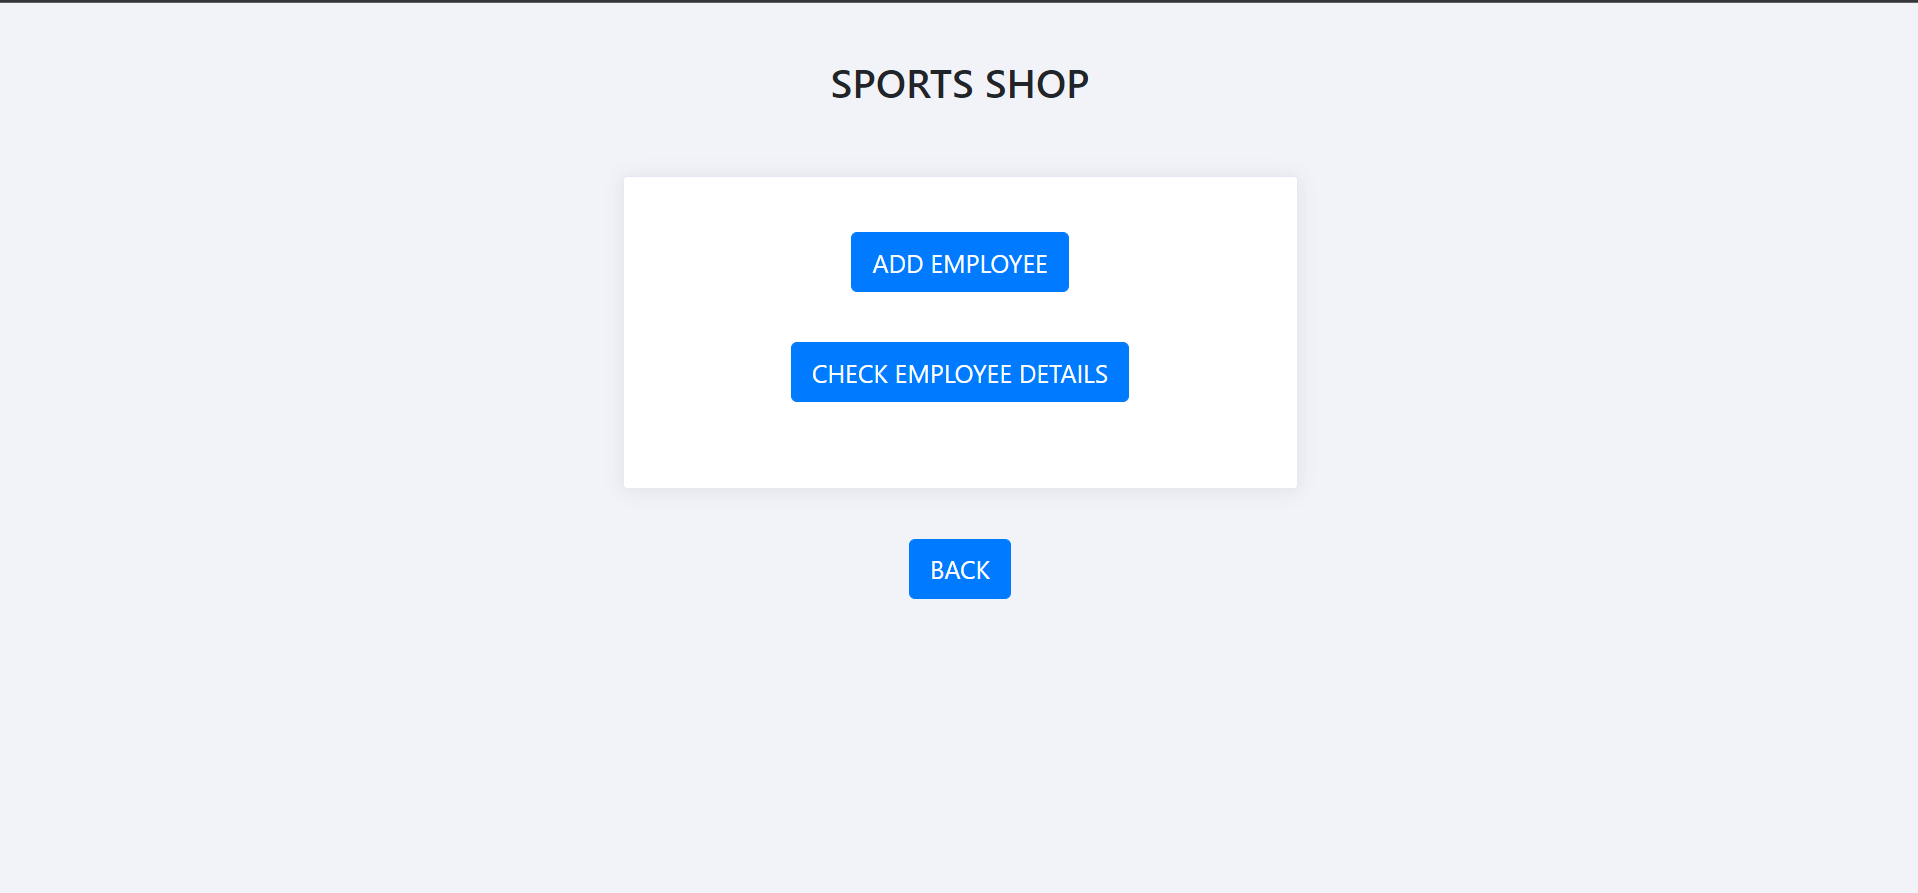 SPORTS SHOP
ADD EMPLOYEE
CHECK EMPLOYEE DETAILS
BACK